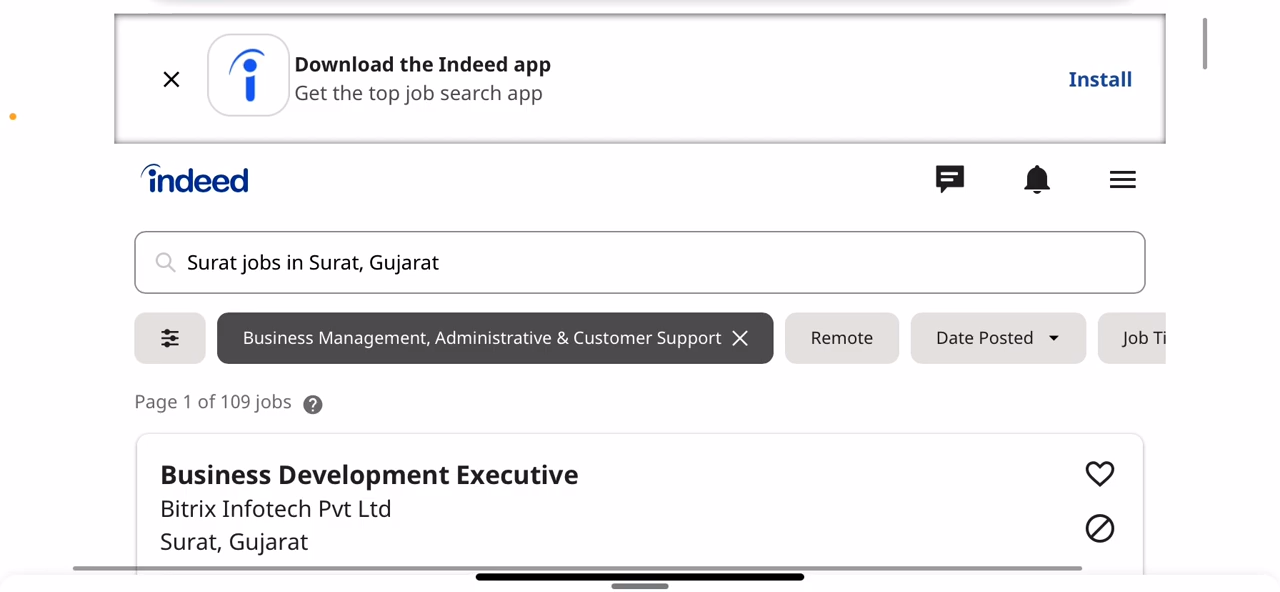 Download the Indeed app
Get the top job search app
Install
indeed
Surat jobs in Surat, Gujarat
Business Management, Administrative & Customer Support
Remote
Date Posted
Job Ti
Page 1 of 109 jobs
Business Development Executive
Bitrix Infotech Pvt Ltd
Surat, Gujarat